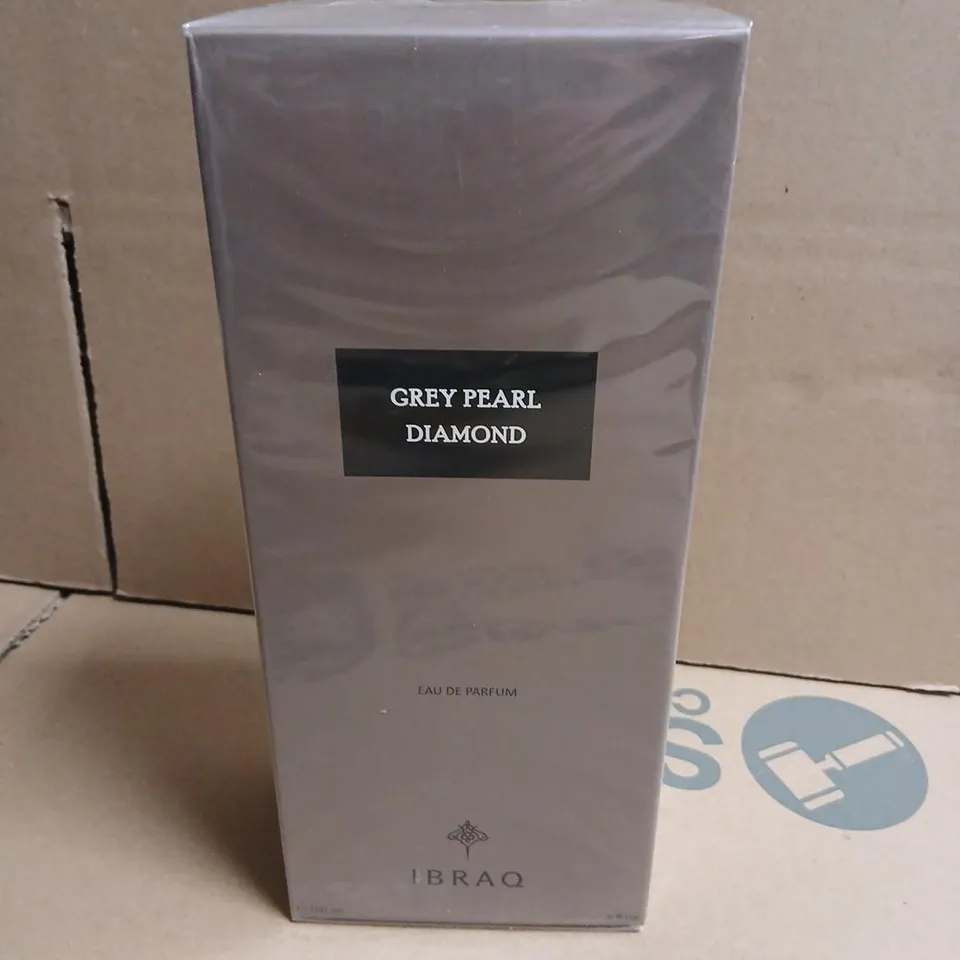 GREY PEARL
DIAMOND
EAU DE PARFUM
IBRAQ